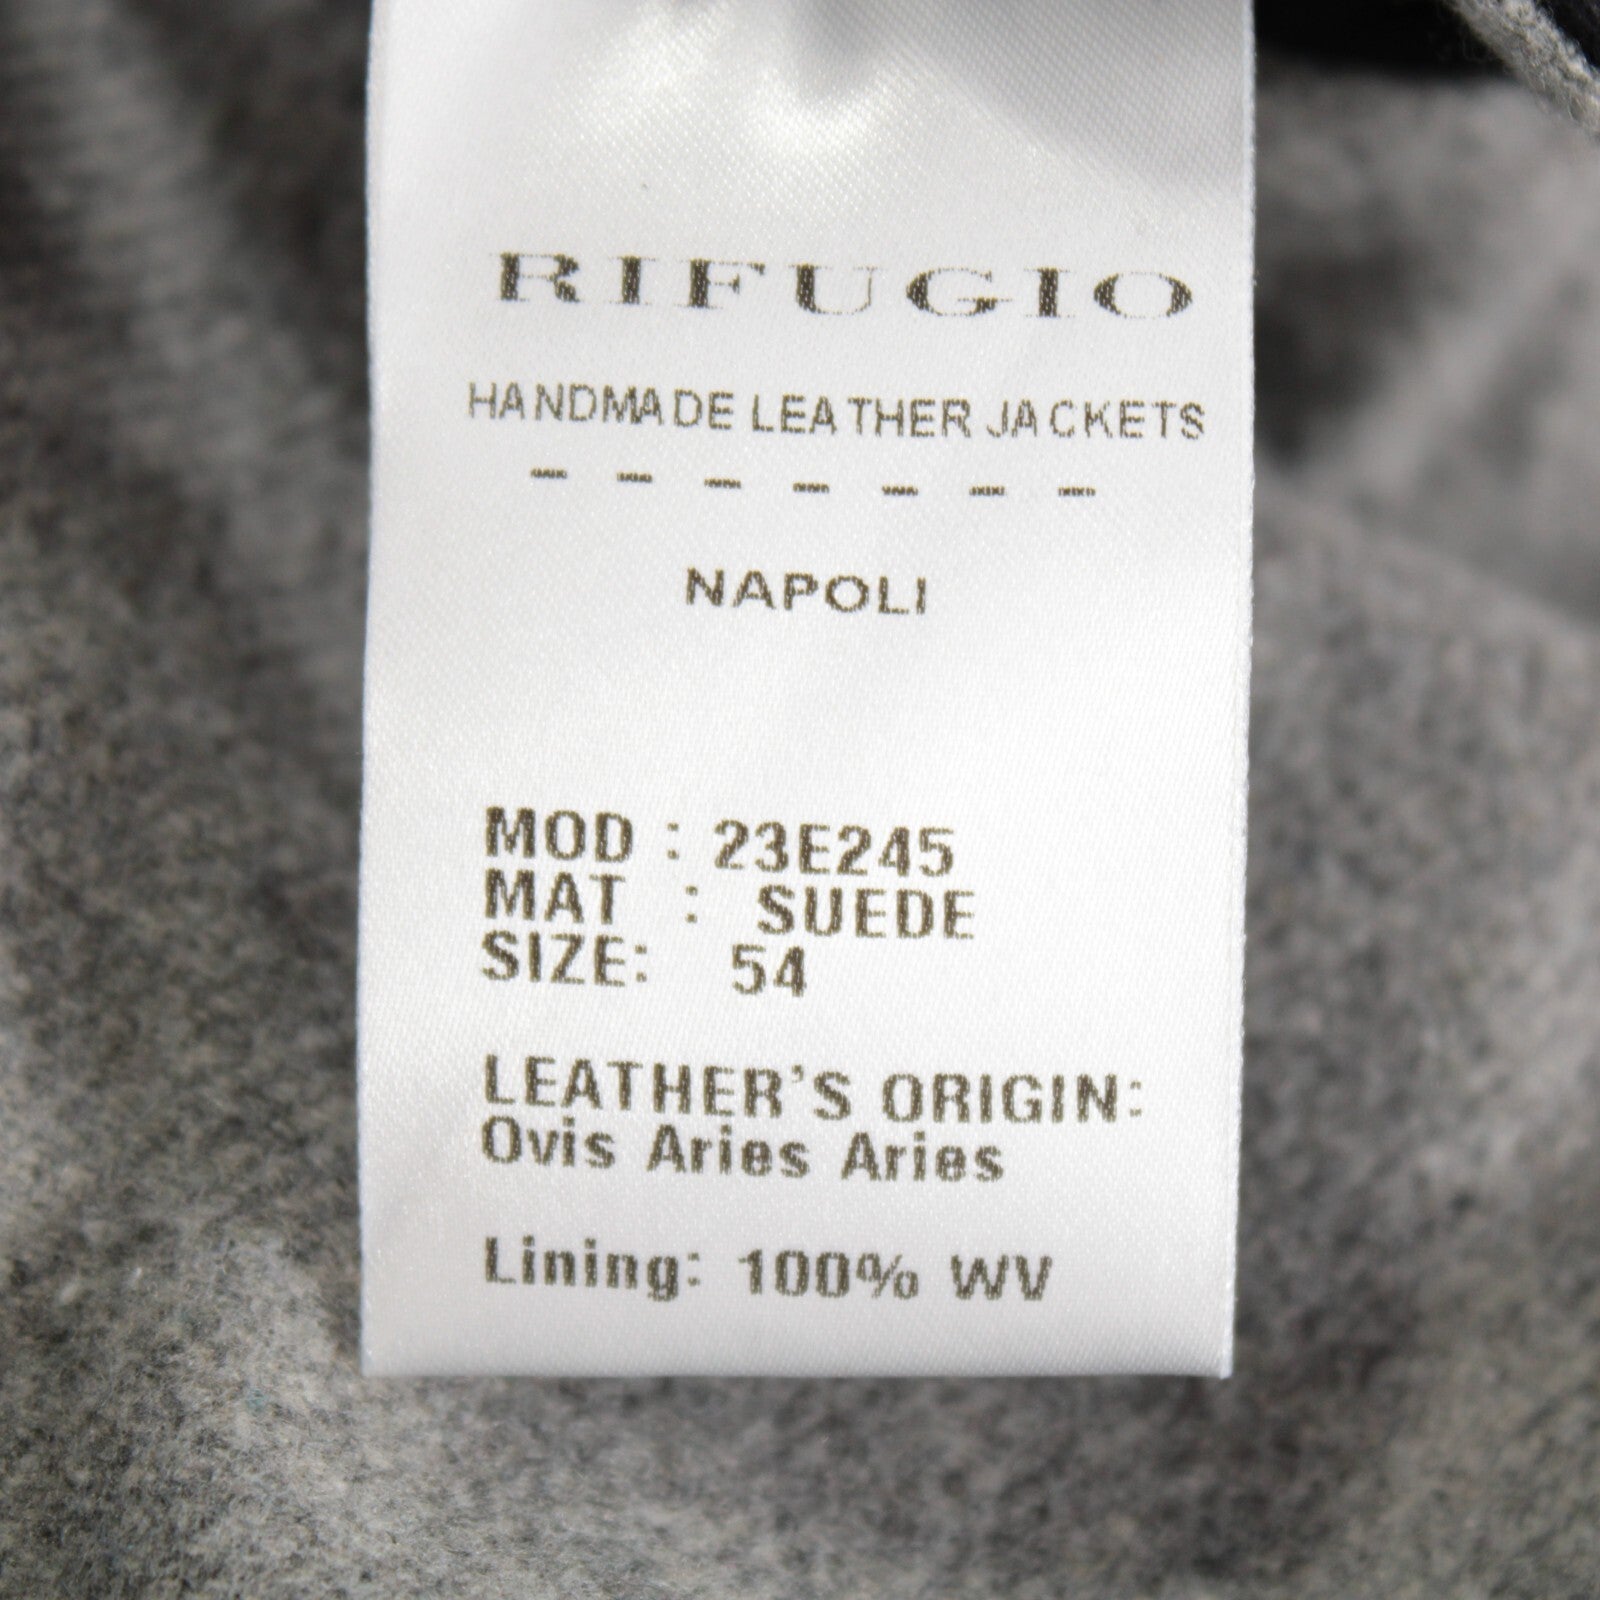 RIFUGIO
HANDMADE LEATHER JACKETS
- - - - - - -
NAPOLI
MOD : 23E245
MAT : SUEDE
SIZE: 54
LEATHER'S ORIGIN:
Ovis Aries Aries
Lining: 100% WV